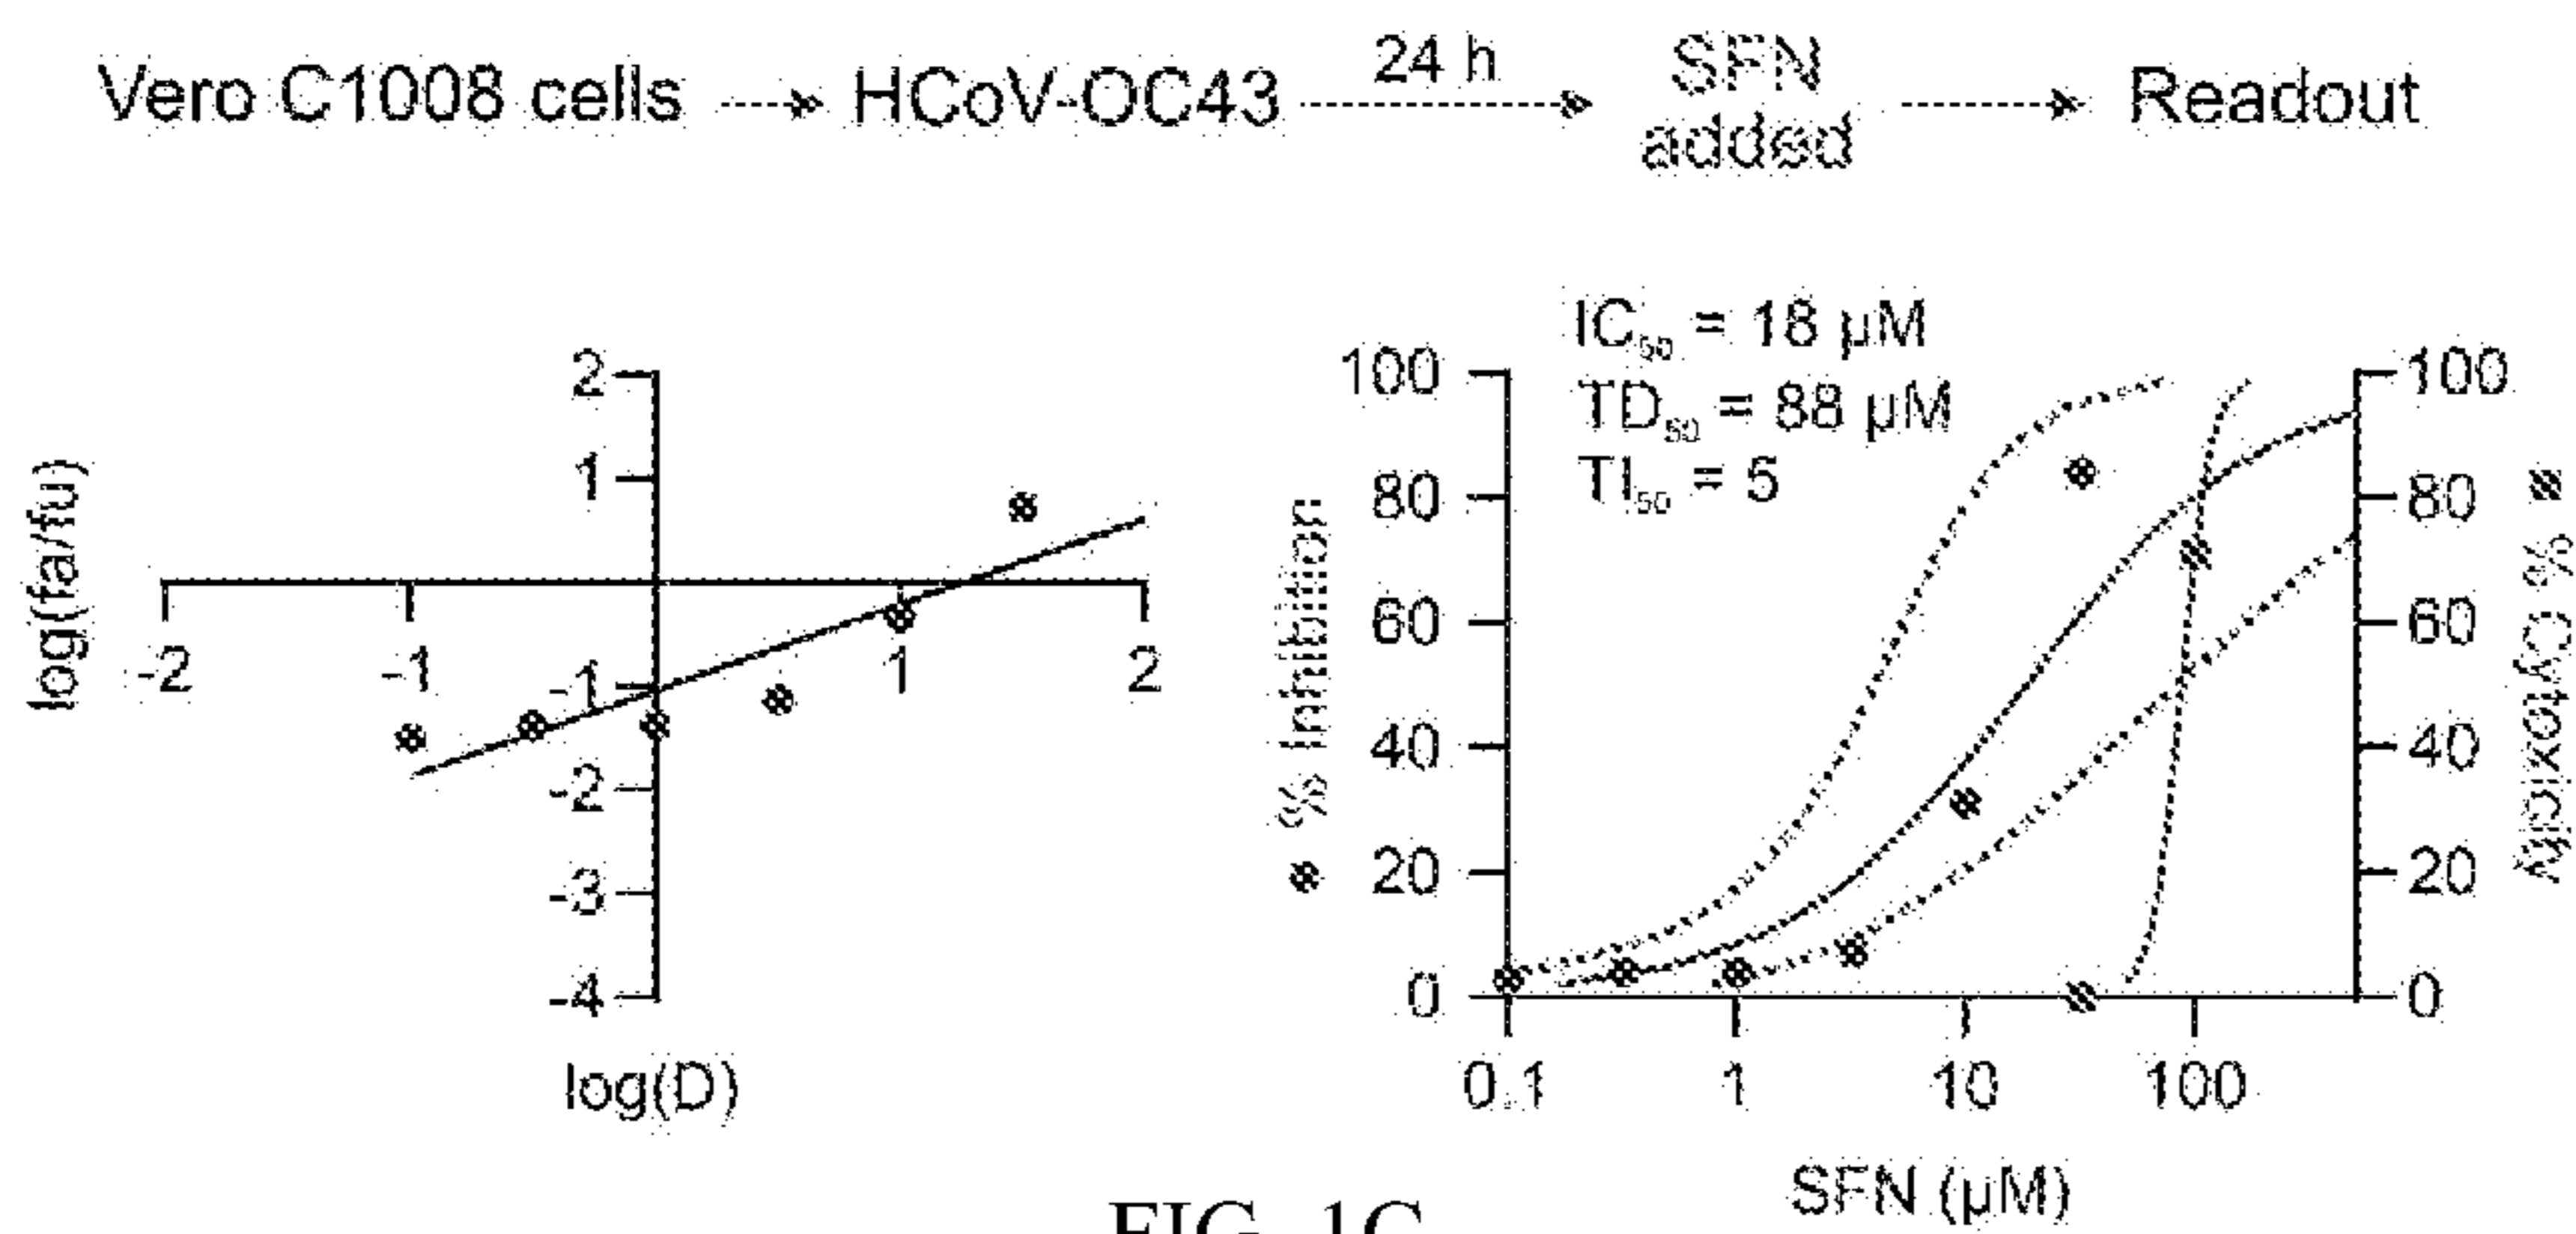 Vero C1008 cells HCoV-OC43 24 h SFN added Readout
log(fa/fu)
2
1
-2 -1 1 2
-1
-2
-3
-4
log(D)
IC50 = 18 µM
TD50 = 88 µM
TI50 = 5
% Inhibition
100
80
60
40
20
0
0.1 1 10 100
SFN (µM)
100
80
60
40
20
0
% Cytoxicity
FIG. 1C